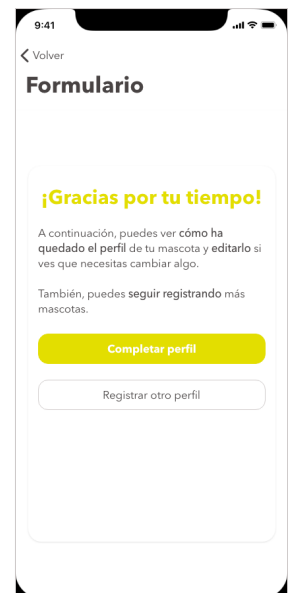 9:41
Volver
Formulario
¡Gracias por tu tiempo!
A continuación, puedes ver cómo ha
quedado el perfil de tu mascota y editarlo si
ves que necesitas cambiar algo.
También, puedes seguir registrando más
mascotas.
Completar perfil
Registrar otro perfil